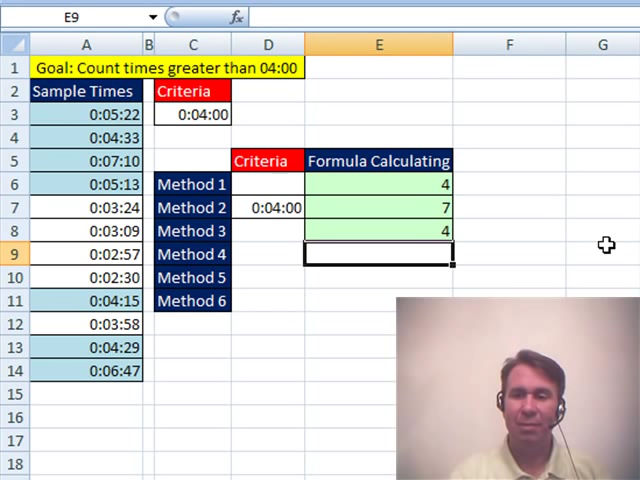 E9 fx
A B C D E F G
1 Goal: Count times greater than 04:00
2 Sample Times Criteria
3 0:05:22 0:04:00
4 0:04:33
5 0:07:10 Criteria Formula Calculating
6 0:05:13 Method 1 4
7 0:03:24 Method 2 0:04:00 7
8 0:03:09 Method 3 4
9 0:02:57 Method 4
10 0:02:30 Method 5
11 0:04:15 Method 6
12 0:03:58
13 0:04:29
14 0:06:47
15
16
17
18